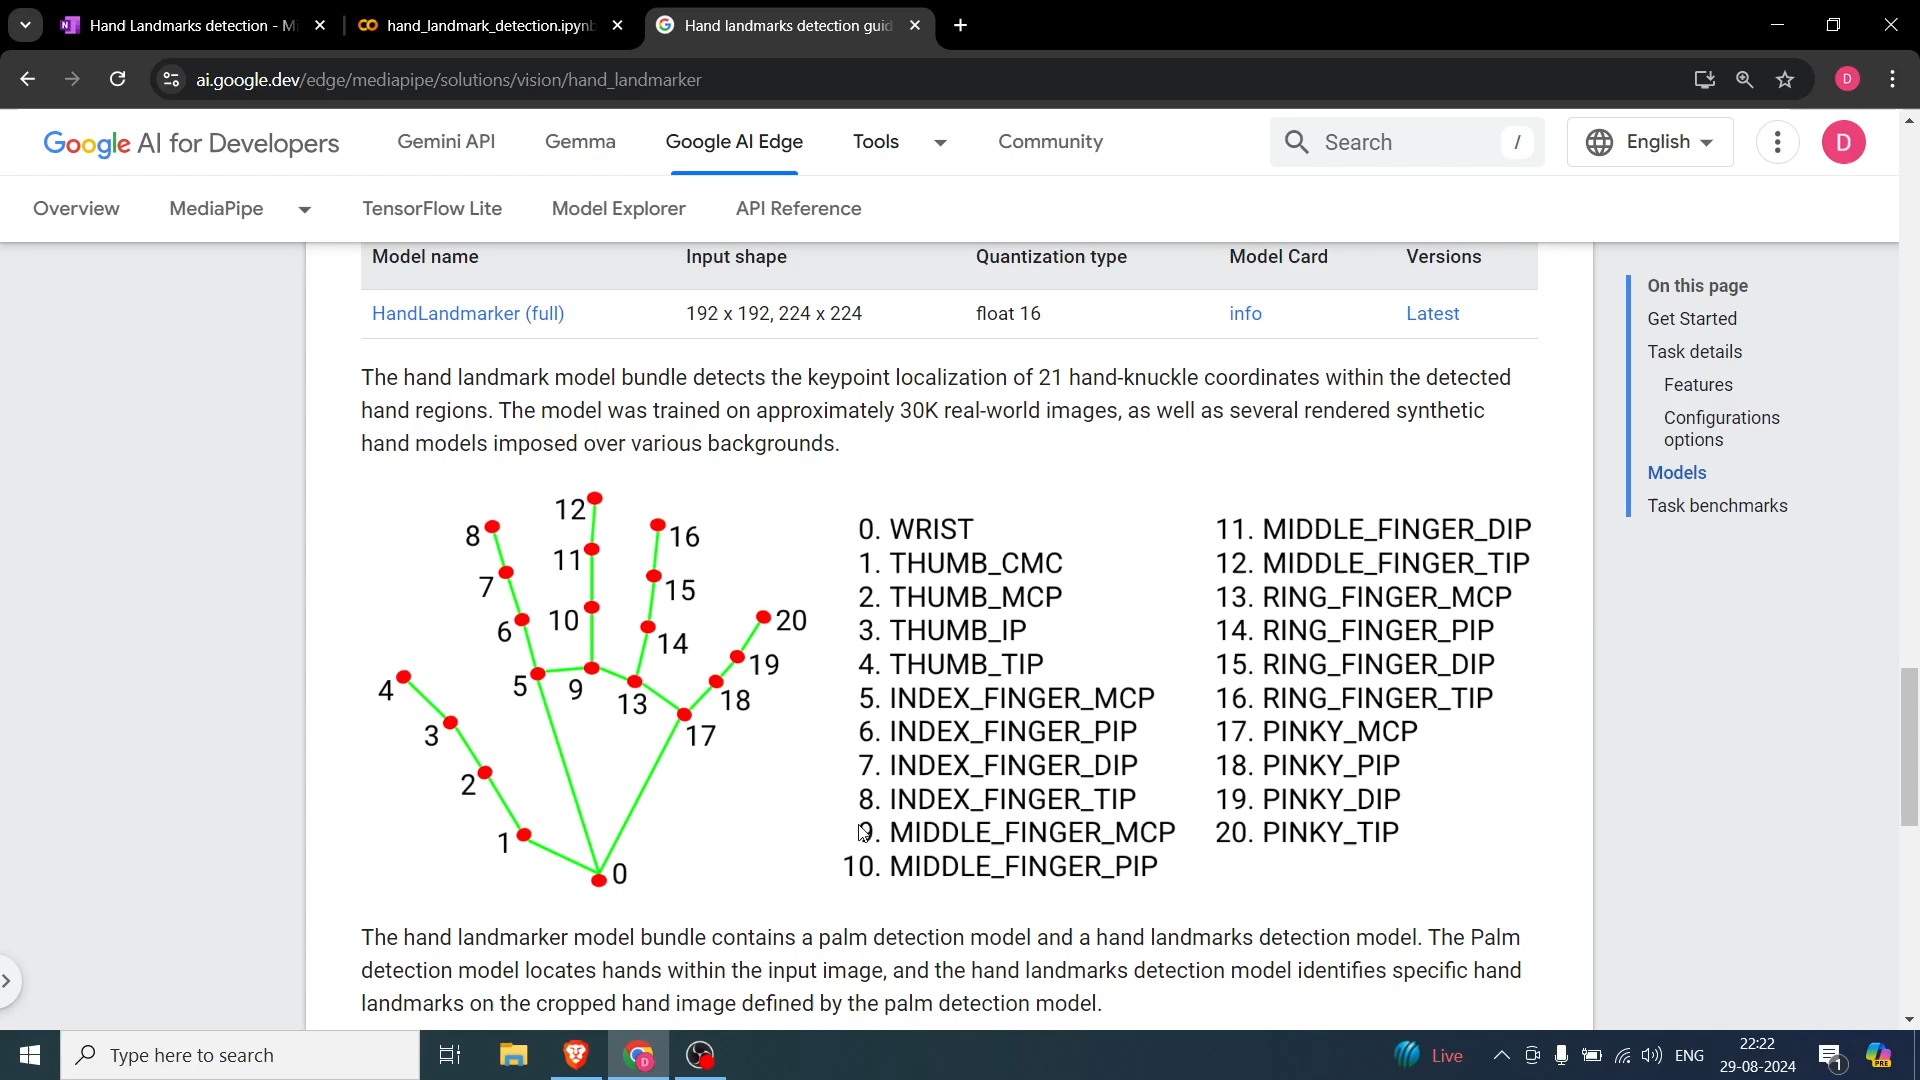 Hand Landmarks detection - Mi
hand_landmark_detection.ipynb
Hand landmarks detection guid
ai.google.dev/edge/mediapipe/solutions/vision/hand_landmarker
D
Google AI for Developers
Gemini API
Gemma
Google AI Edge
Tools
Community
Search
/
English
D
Overview
MediaPipe
TensorFlow Lite
Model Explorer
API Reference
Model name Input shape Quantization type Model Card Versions
HandLandmarker (full) 192 x 192, 224 x 224 float 16 info Latest
The hand landmark model bundle detects the keypoint localization of 21 hand-knuckle coordinates within the detected
hand regions. The model was trained on approximately 30K real-world images, as well as several rendered synthetic
hand models imposed over various backgrounds.
12
8
16
11
7
15
10
20
6
14
19
5
9
4
13
18
3
17
2
1
0
0. WRIST
1. THUMB_CMC
2. THUMB_MCP
3. THUMB_IP
4. THUMB_TIP
5. INDEX_FINGER_MCP
6. INDEX_FINGER_PIP
7. INDEX_FINGER_DIP
8. INDEX_FINGER_TIP
9. MIDDLE_FINGER_MCP
10. MIDDLE_FINGER_PIP
11. MIDDLE_FINGER_DIP
12. MIDDLE_FINGER_TIP
13. RING_FINGER_MCP
14. RING_FINGER_PIP
15. RING_FINGER_DIP
16. RING_FINGER_TIP
17. PINKY_MCP
18. PINKY_PIP
19. PINKY_DIP
20. PINKY_TIP
The hand landmarker model bundle contains a palm detection model and a hand landmarks detection model. The Palm
detection model locates hands within the input image, and the hand landmarks detection model identifies specific hand
landmarks on the cropped hand image defined by the palm detection model.
On this page
Get Started
Task details
Features
Configurations
options
Models
Task benchmarks
Type here to search
D
Live
ENG
22:22
29-08-2024
1
PRE